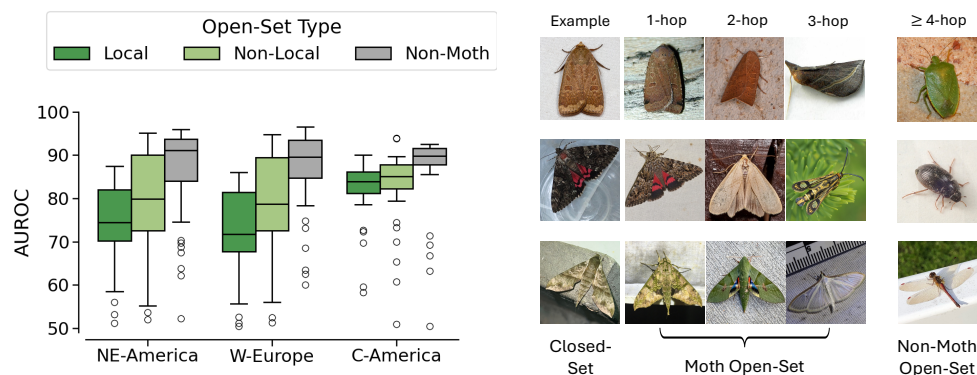 Open-Set Type
Local Non-Local Non-Moth
AUROC
100
90
80
70
60
50
NE-America W-Europe C-America
Example 1-hop 2-hop 3-hop ≥ 4-hop
Closed-
Set
Moth Open-Set
Non-Moth
Open-Set